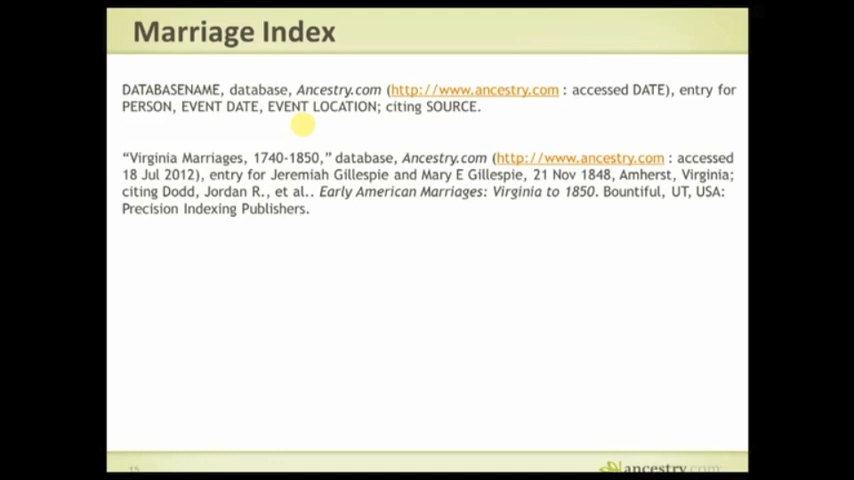 Marriage Index
DATABASENAME, database, Ancestry.com (http://www.ancestry.com : accessed DATE), entry for
PERSON, EVENT DATE, EVENT LOCATION; citing SOURCE.
“Virginia Marriages, 1740-1850,” database, Ancestry.com (http://www.ancestry.com : accessed
18 Jul 2012), entry for Jeremiah Gillespie and Mary E Gillespie, 21 Nov 1848, Amherst, Virginia;
citing Dodd, Jordan R., et al.. Early American Marriages: Virginia to 1850. Bountiful, UT, USA:
Precision Indexing Publishers.
15 ancestry.com